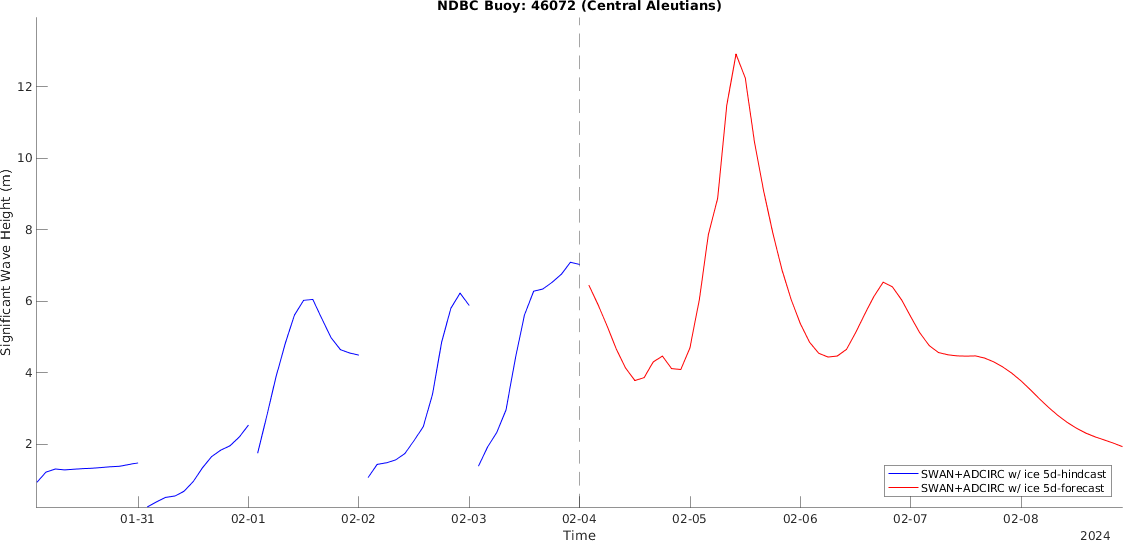 NDBC Buoy: 46072 (Central Aleutians)
Significant Wave Height (m)
12
10
8
6
4
2
01-31 02-01 02-02 02-03 02-04 02-05 02-06 02-07 02-08
Time
2024
SWAN+ADCIRC w/ ice 5d-hindcast
SWAN+ADCIRC w/ ice 5d-forecast